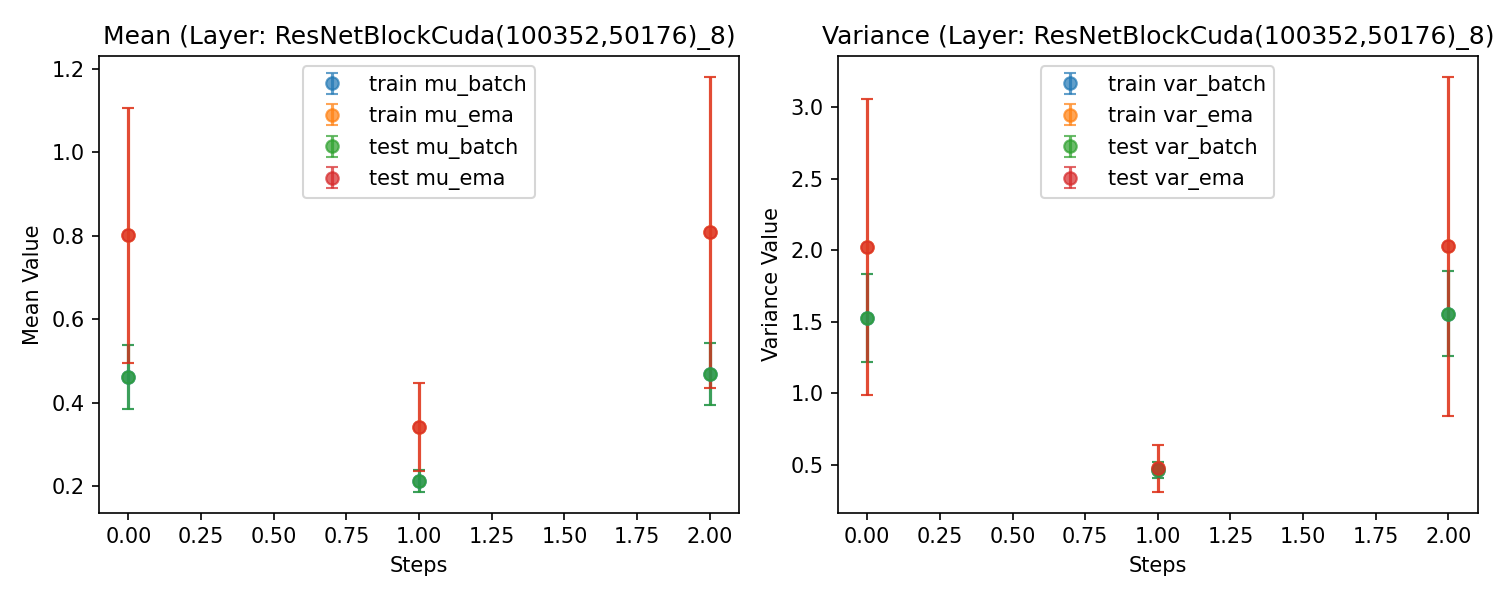 Mean (Layer: ResNetBlockCuda(100352,50176)_8)
1.2
1.0
0.8
0.6
0.4
0.2
Mean Value
train mu_batch
train mu_ema
test mu_batch
test mu_ema
0.00 0.25 0.50 0.75 1.00 1.25 1.50 1.75 2.00
Steps
Variance (Layer: ResNetBlockCuda(100352,50176)_8)
3.0
2.5
2.0
1.5
1.0
0.5
Variance Value
train var_batch
train var_ema
test var_batch
test var_ema
0.00 0.25 0.50 0.75 1.00 1.25 1.50 1.75 2.00
Steps